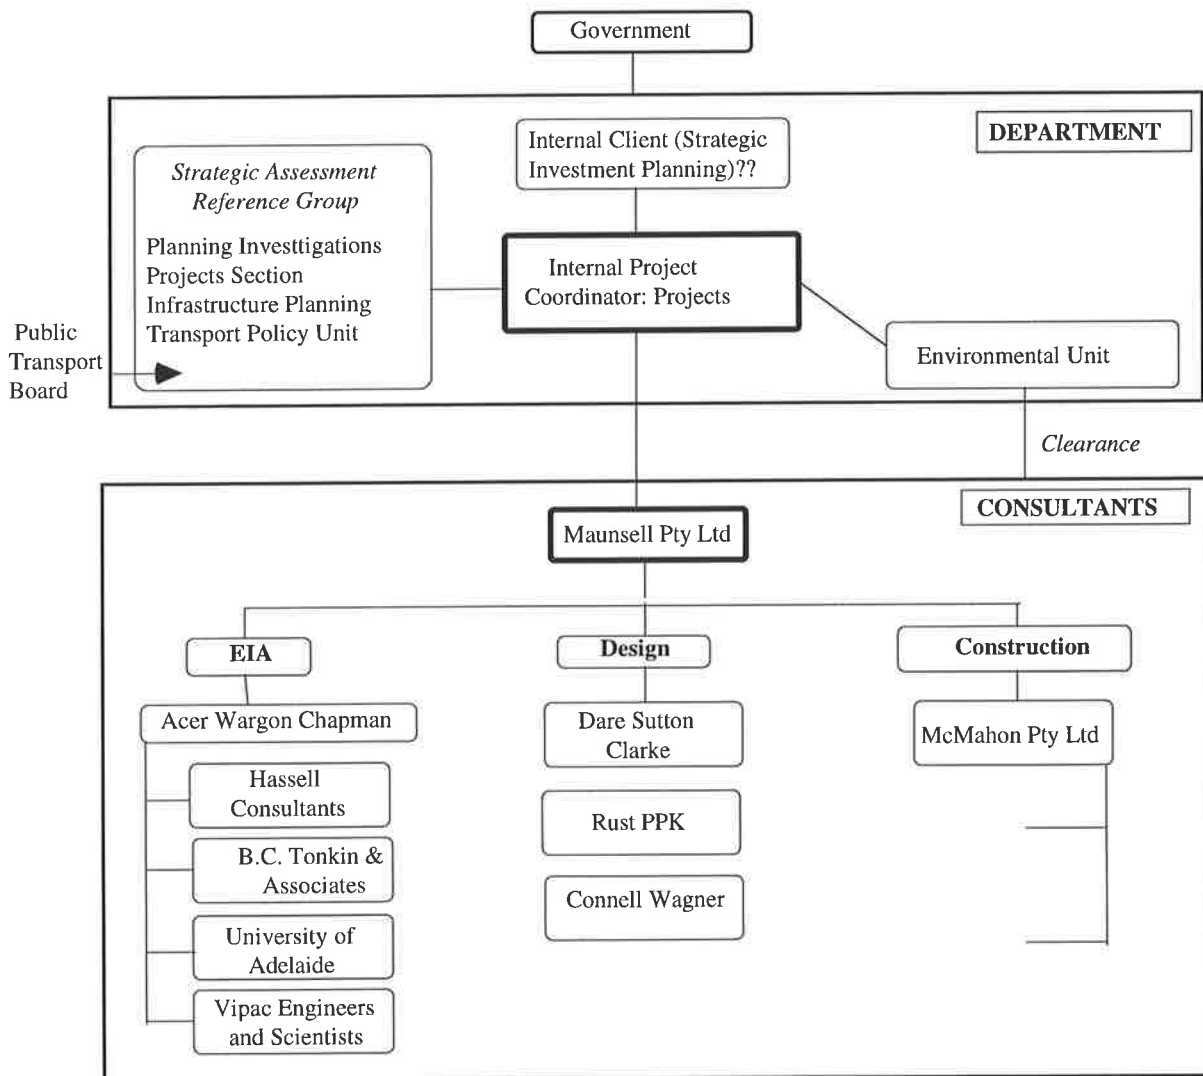 Government
DEPARTMENT
Internal Client (Strategic
Investment Planning)??
Strategic Assessment
Reference Group
Planning Investtigations
Projects Section
Infrastructure Planning
Transport Policy Unit
Internal Project
Coordinator: Projects
Public
Transport
Board
Environmental Unit
Clearance
CONSULTANTS
Maunsell Pty Ltd
EIA
Acer Wargon Chapman
Hassell
Consultants
B.C. Tonkin &
Associates
University of
Adelaide
Vipac Engineers
and Scientists
Design
Dare Sutton
Clarke
Rust PPK
Connell Wagner
Construction
McMahon Pty Ltd